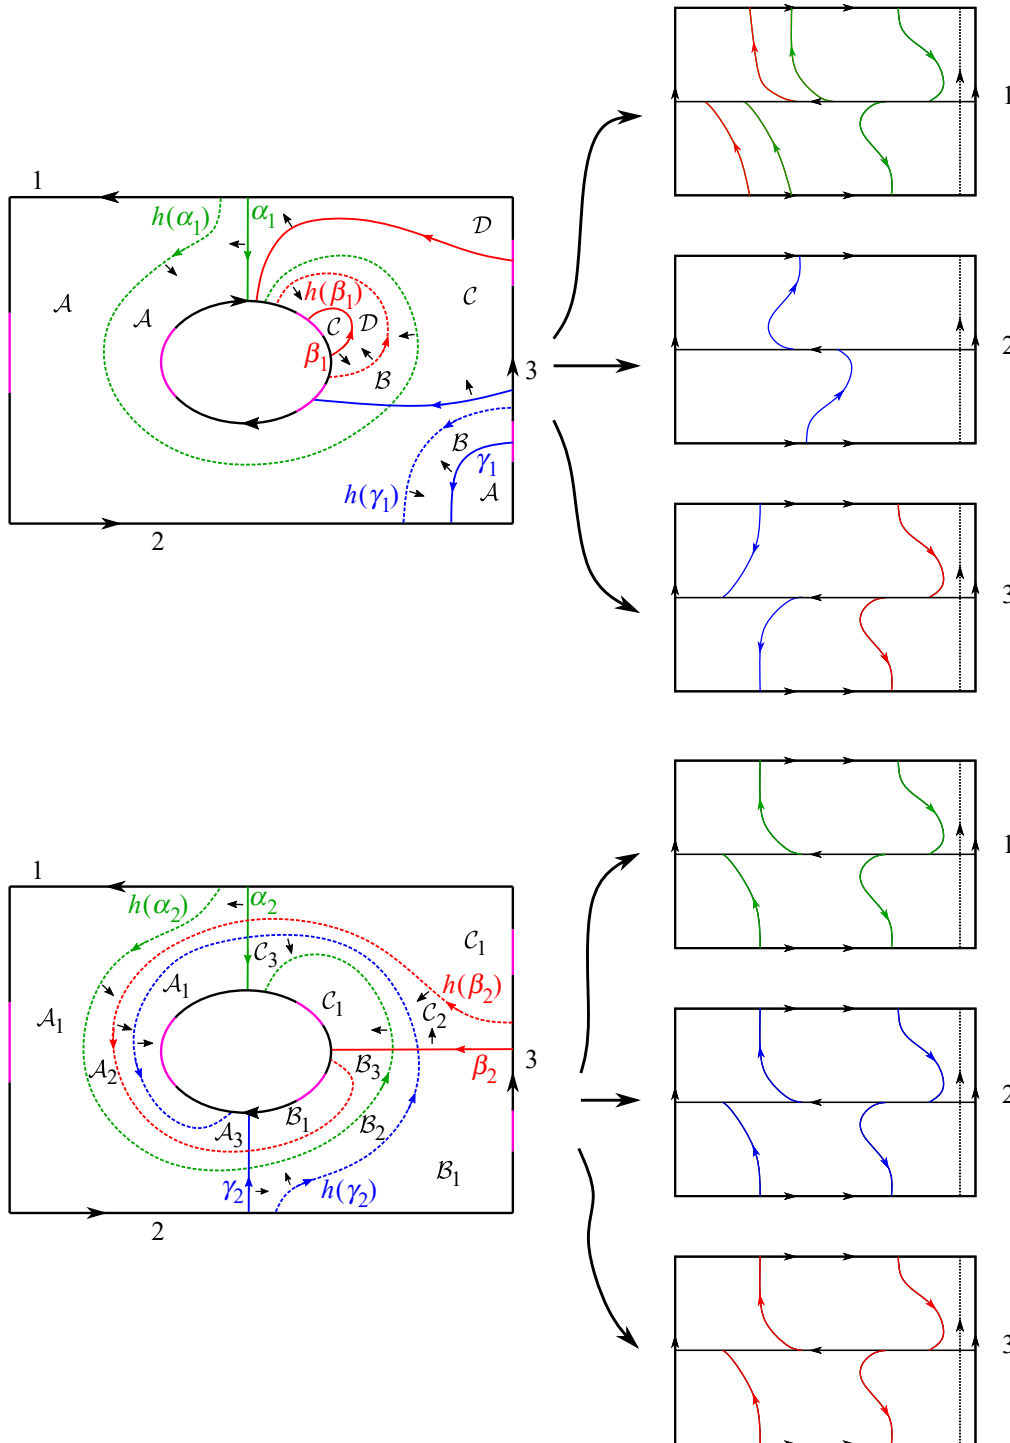 1
1
h(α₁) α₁
𝒟
𝒜 𝒜 𝒞
h(β₁)
𝒞 𝒟
β₁ ℬ
3
2
ℬ
γ₁
h(γ₁) 𝒜
2
3
1
1
h(α₂) α₂
𝒞₃ 𝒞₁
𝒜₁ 𝒞₁ h(β₂)
𝒜₁ 𝒞₂
𝒜₂ ℬ₃ β₂ 3
2
𝒜₃ ℬ₁ ℬ₂
ℬ₁
γ₂ h(γ₂)
2
3